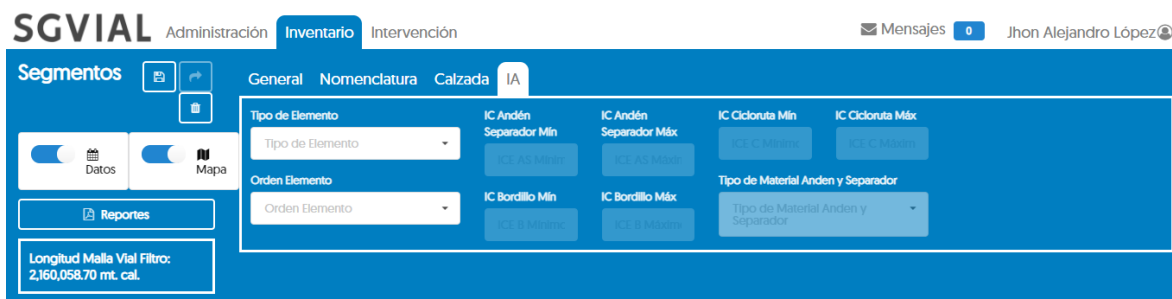 SGVIAL Administración Inventario Intervención Mensajes 0 Jhon Alejandro López
Segmentos
General Nomenclatura Calzada IA
Tipo de Elemento
Tipo de Elemento
IC Andén
Separador Mín
ICE AS Mínim
IC Andén
Separador Máx
ICE AS Máxim
IC Cicloruta Mín
ICE C Mínimo
IC Cicloruta Máx
ICE C Máxim
Datos
Mapa
Orden Elemento
Orden Elemento
IC Bordillo Mín
ICE B Mínimo
IC Bordillo Máx
ICE B Máximo
Tipo de Material Anden y Separador
Tipo de Material Anden y
Separador
Reportes
Longitud Malla Vial Filtro:
2,160,058.70 mt. cal.